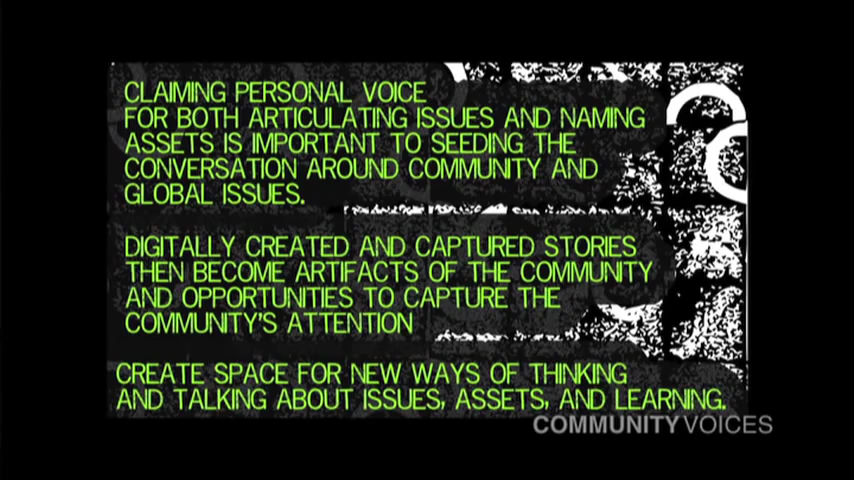 CLAIMING PERSONAL VOICE
FOR BOTH ARTICULATING ISSUES AND NAMING
ASSETS IS IMPORTANT TO SEEDING THE
CONVERSATION AROUND COMMUNITY AND
GLOBAL ISSUES.
DIGITALLY CREATED AND CAPTURED STORIES
THEN BECOME ARTIFACTS OF THE COMMUNITY
AND OPPORTUNITIES TO CAPTURE THE
COMMUNITY'S ATTENTION
CREATE SPACE FOR NEW WAYS OF THINKING
AND TALKING ABOUT ISSUES, ASSETS, AND LEARNING.
COMMUNITYVOICES